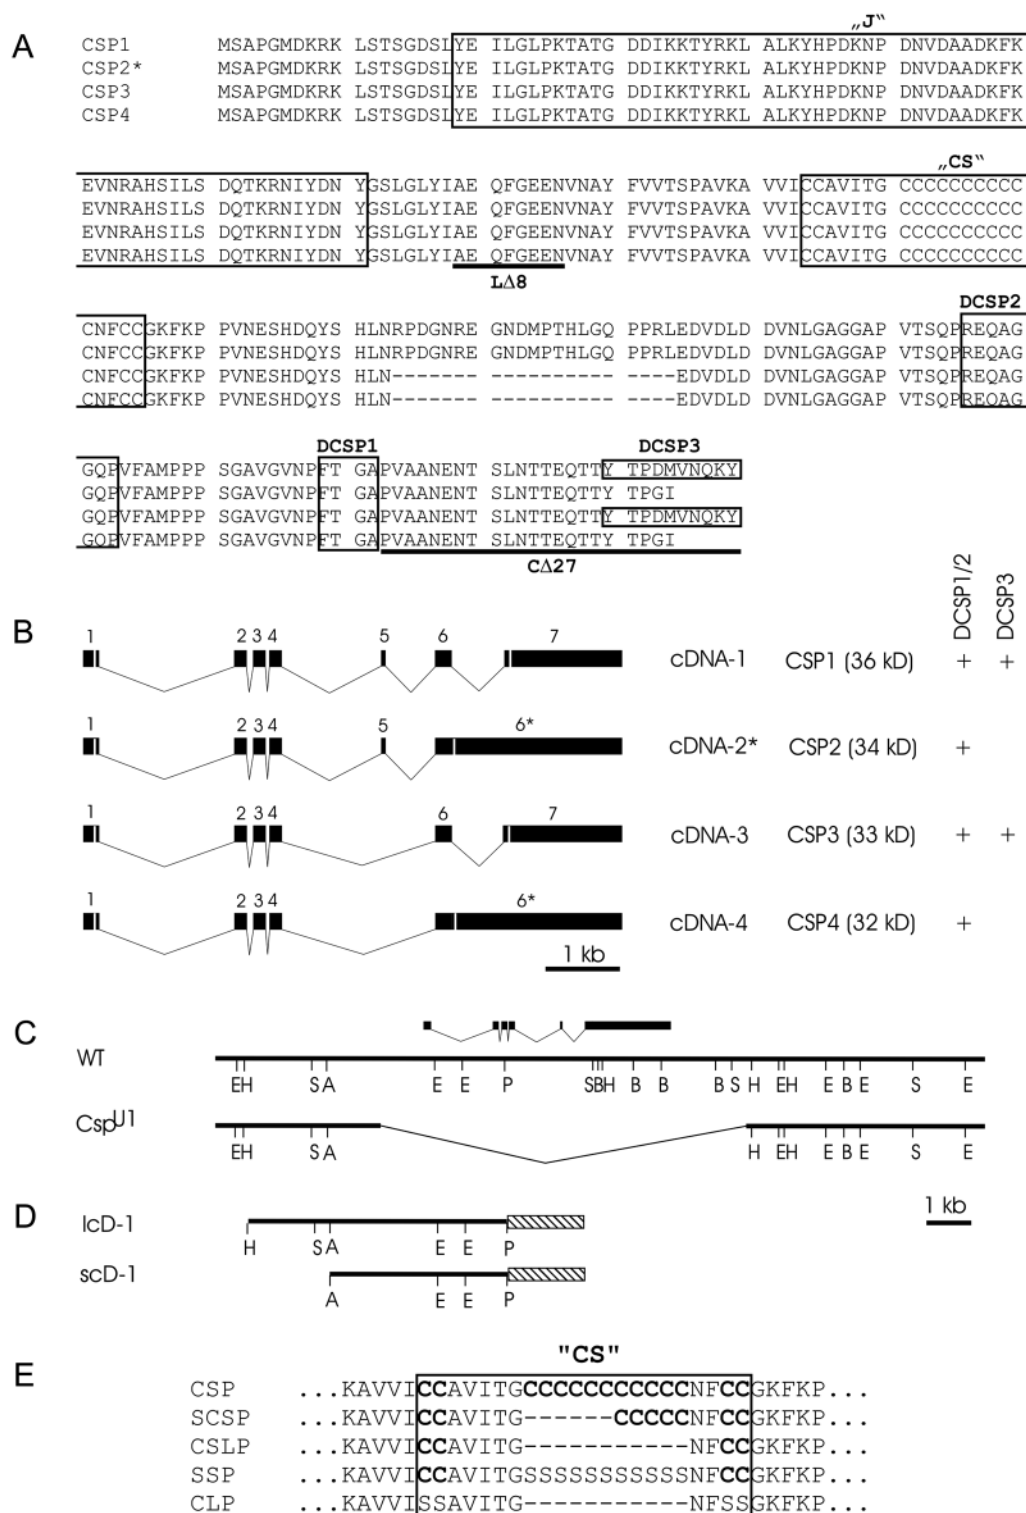 A
„J“
CSP1 MSAPGMDKRK LSTSGDSLYE ILGLPKTATG DDIKKTYRKL ALKYHPDKNP DNVDAADKFK
CSP2* MSAPGMDKRK LSTSGDSLYE ILGLPKTATG DDIKKTYRKL ALKYHPDKNP DNVDAADKFK
CSP3 MSAPGMDKRK LSTSGDSLYE ILGLPKTATG DDIKKTYRKL ALKYHPDKNP DNVDAADKFK
CSP4 MSAPGMDKRK LSTSGDSLYE ILGLPKTATG DDIKKTYRKL ALKYHPDKNP DNVDAADKFK
„CS“
EVNRAHSILS DQTKRNIYDN YGSLGLYIAE QFGEENVNAY FVVTSPAVKA VVICCAVITG CCCCCCCCCC
EVNRAHSILS DQTKRNIYDN YGSLGLYIAE QFGEENVNAY FVVTSPAVKA VVICCAVITG CCCCCCCCCC
EVNRAHSILS DQTKRNIYDN YGSLGLYIAE QFGEENVNAY FVVTSPAVKA VVICCAVITG CCCCCCCCCC
EVNRAHSILS DQTKRNIYDN YGSLGLYIAE QFGEENVNAY FVVTSPAVKA VVICCAVITG CCCCCCCCCC
LΔ8
DCSP2
CNFCCGKFKP PVNESHDQYS HLNRPDGNRE GNDMPTHLGQ PPRLEDVDLD DVNLGAGGAP VTSQPREQAG
CNFCCGKFKP PVNESHDQYS HLNRPDGNRE GNDMPTHLGQ PPRLEDVDLD DVNLGAGGAP VTSQPREQAG
CNFCCGKFKP PVNESHDQYS HLN------- ---------- ----EDVDLD DVNLGAGGAP VTSQPREQAG
CNFCCGKFKP PVNESHDQYS HLN------- ---------- ----EDVDLD DVNLGAGGAP VTSQPREQAG
DCSP1 DCSP3
GQPVFAMPPP SGAVGVNPFT GAPVAANENT SLNTTEQTTY TPDMVNQKY
GQPVFAMPPP SGAVGVNPFT GAPVAANENT SLNTTEQTTY TPGI
GQPVFAMPPP SGAVGVNPFT GAPVAANENT SLNTTEQTTY TPDMVNQKY
GQPVFAMPPP SGAVGVNPFT GAPVAANENT SLNTTEQTTY TPGI
CΔ27
B
DCSP1/2 DCSP3
1 2 3 4 5 6 7
cDNA-1 CSP1 (36 kD) + +
1 2 3 4 5 6*
cDNA-2* CSP2 (34 kD) +
1 2 3 4 6 7
cDNA-3 CSP3 (33 kD) + +
1 2 3 4 6*
cDNA-4 CSP4 (32 kD) +
1 kb
C
WT
E H S A E E P S B H B B B S H E H E B E S E
CspU1
E H S A H E H E B E S E
D
1 kb
lcD-1
H S A E E P
scD-1
A E E P
E
"CS"
CSP ...KAVVICCAVITGCCCCCCCCCCCNFCCGKFKP...
SCSP ...KAVVICCAVITG------CCCCCNFCCGKFKP...
CSLP ...KAVVICCAVITG-----------NFCCGKFKP...
SSP ...KAVVICCAVITGSSSSSSSSSSSNFCCGKFKP...
CLP ...KAVVISSAVITG-----------NFSSGKFKP...